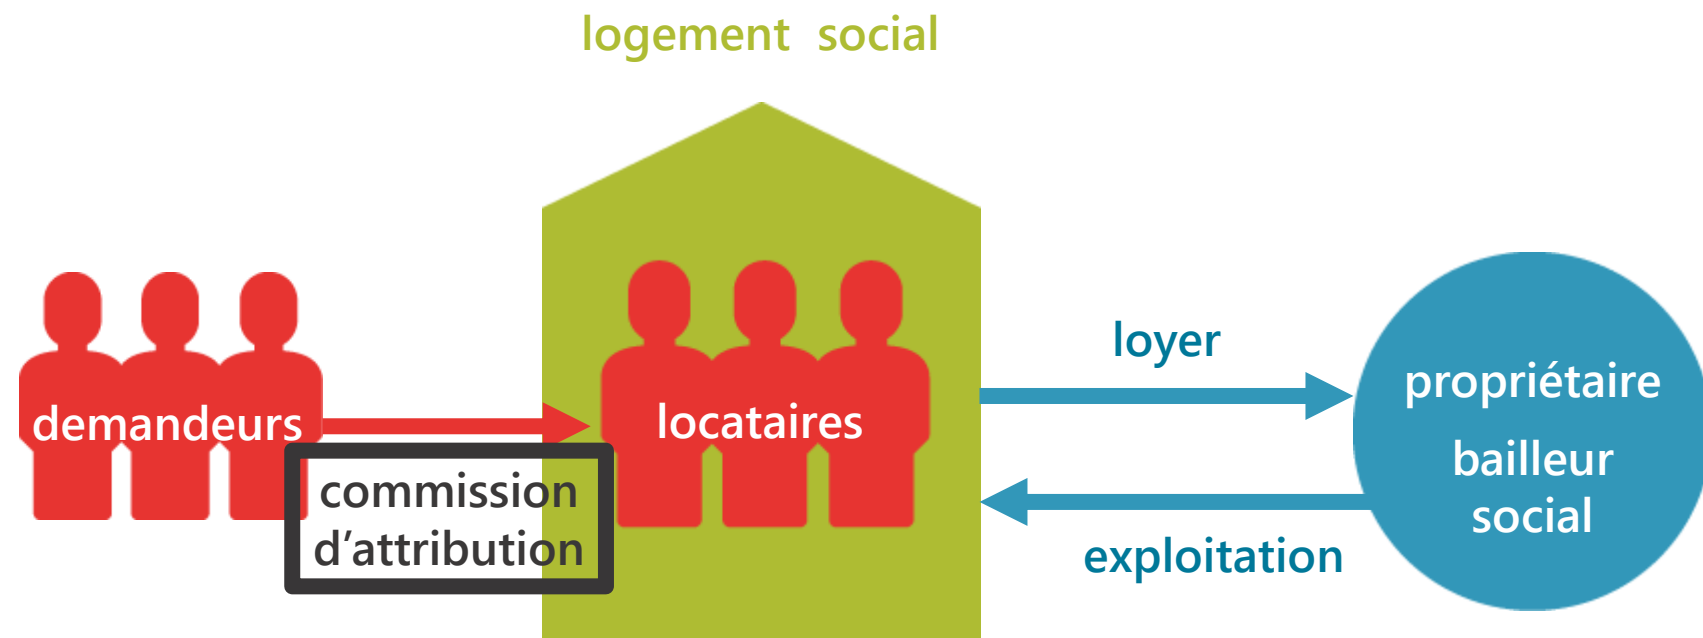 logement social
demandeurs
commission
d’attribution
locataires
loyer
exploitation
propriétaire
bailleur
social